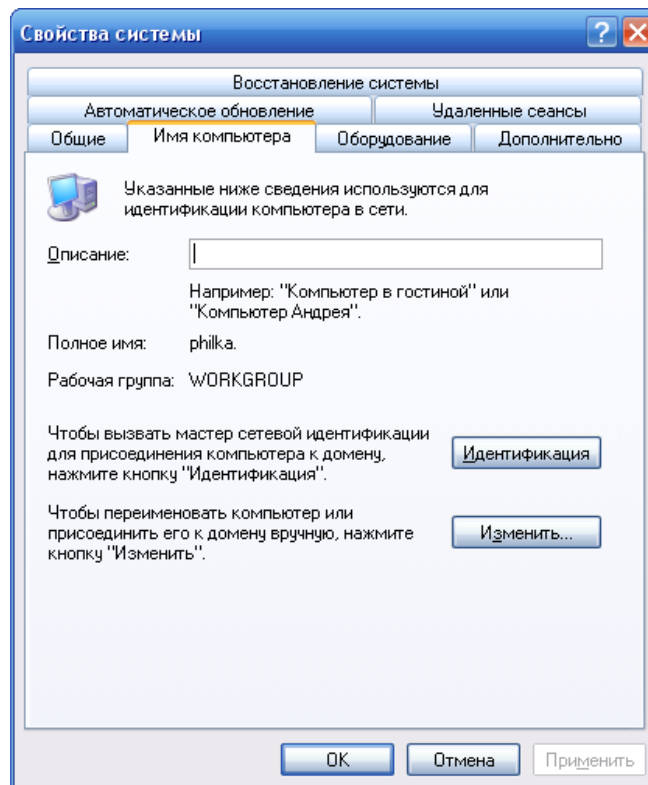 Свойства системы
Восстановление системы
Автоматическое обновление Удаленные сеансы
Общие Имя компьютера Оборудование Дополнительно
Указанные ниже сведения используются для
идентификации компьютера в сети.
Описание:
Например: "Компьютер в гостиной" или
"Компьютер Андрея".
Полное имя: philka.
Рабочая группа: WORKGROUP
Чтобы вызвать мастер сетевой идентификации
для присоединения компьютера к домену,
нажмите кнопку "Идентификация".
Идентификация
Чтобы переименовать компьютер или
присоединить его к домену вручную, нажмите
кнопку "Изменить".
Изменить...
OK Отмена Применить